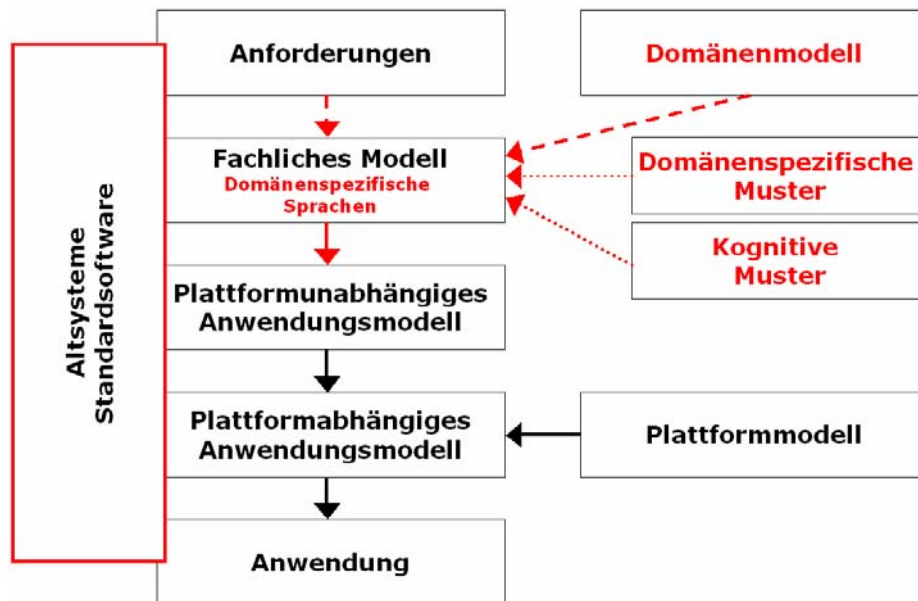 Anforderungen
Domänenmodell
Altsysteme
Standardsoftware
Fachliches Modell
Domänenspezifische
Sprachen
Domänenspezifische
Muster
Kognitive
Muster
Plattformunabhängiges
Anwendungsmodell
Plattformabhängiges
Anwendungsmodell
Plattformmodell
Anwendung